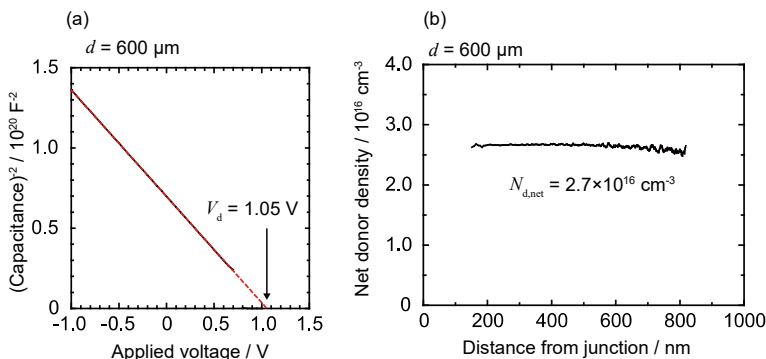 (a)
d = 600 μm
1.5
1.0
0.5
0
(Capacitance)⁻² / 10²⁰ F⁻²
V_d = 1.05 V
-1.0 -0.5 0 0.5 1.0 1.5
Applied voltage / V
(b)
d = 600 μm
4.0
3.0
2.0
1.0
0
Net donor density / 10¹⁶ cm⁻³
N_d,net = 2.7×10¹⁶ cm⁻³
0 200 400 600 800 1000
Distance from junction / nm